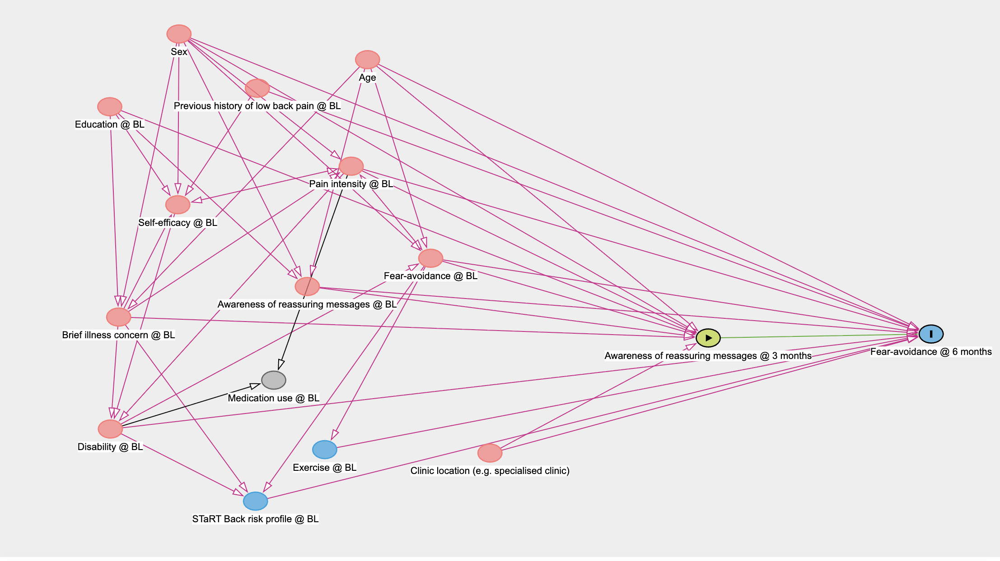 Sex
Age
Previous history of low back pain @ BL
Education @ BL
Pain intensity @ BL
Self-efficacy @ BL
Fear-avoidance @ BL
Awareness of reassuring messages @ BL
Brief illness concern @ BL
Fear-avoidance @ 6 months
Awareness of reassuring messages @ 3 months
Medication use @ BL
Disability @ BL
Exercise @ BL
Clinic location (e.g. specialised clinic)
STaRT Back risk profile @ BL